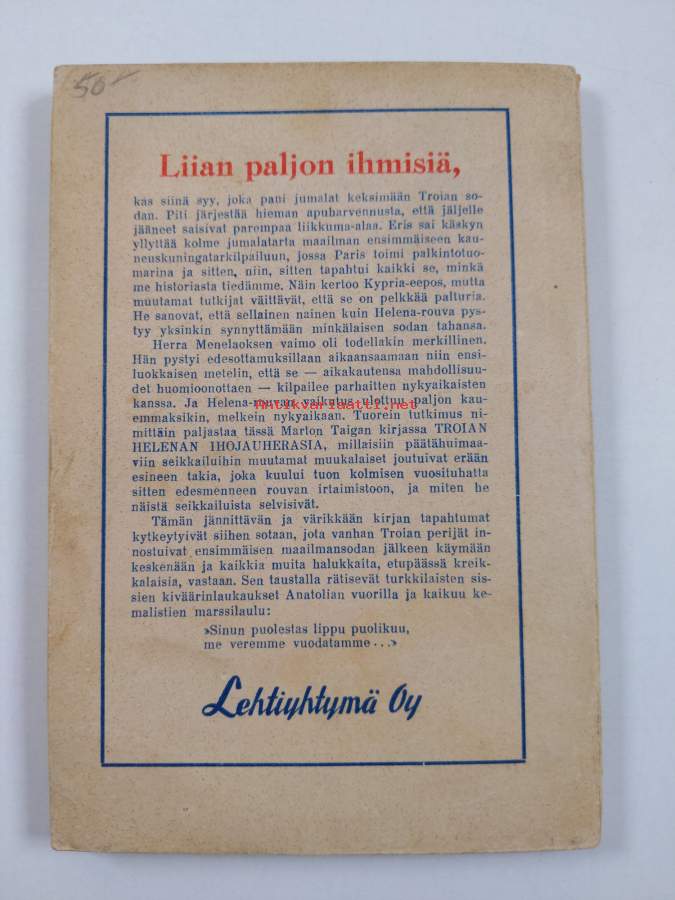 50-
Liian paljon ihmisiä,
kas siinä syy, joka pani jumalat keksimään Troian so-
dan. Piti järjestää hieman apuharvennusta, että jäljelle
jääneet saisivat parempaa liikkuma-alaa. Eris sai käskyn
yllyttää kolme jumalatarta maailman ensimmäiseen kau-
neuskuningatarkilpailuun, jossa Paris toimi palkintotuo-
marina ja sitten, niin, sitten tapahtui kaikki se, minkä
me historiasta tiedämme. Näin kertoo Kypria-eepos, mutta
muutamat tutkijat väittävät, että se on pelkkää palturia.
He sanovat, että sellainen nainen kuin Helena-rouva pys-
tyy yksinkin synnyttämään minkälaisen sodan tahansa.
Herra Menelaoksen vaimo oli todellakin merkillinen.
Hän pystyi edesottamuksillaan aikaansaamaan niin ensi-
luokkaisen metelin, että se — aikakautensa mahdollisuu-
det huomioonottaen — kilpailee parhaitten nykyaikaisten
kanssa. Ja Helena-rouvan vaikutus ulottuu paljon kau-
Antikvariaatti.net
emmaksikin, melkein nykyaikaan. Tuorein tutkimus ni-
mittäin paljastaa tässä Marton Taigan kirjassa TROIAN
HELENAN IHOJAUHERASIA, millaisiin päätähuimaa-
viin seikkailuihin muutamat muukalaiset joutuivat erään
esineen takia, joka kuului tuon kolmisen vuosituhatta
sitten edesmenneen rouvan irtaimistoon, ja miten he
näistä seikkailuista selvisivät.
Tämän jännittävän ja värikkään kirjan tapahtumat
kytkeytyivät siihen sotaan, jota vanhan Troian perijät in-
nostuivat ensimmäisen maailmansodan jälkeen käymään
keskenään ja kaikkia muita halukkaita, etupäässä kreik-
kalaisia, vastaan. Sen taustalla rätisevät turkkilaisten sis-
sien kiväärinlaukaukset Anatolian vuorilla ja kaikuu ke-
malistien marssilaulu:
»Sinun puolestas lippu puolikuu,
me veremme vuodatamme...»
Lehtiyhtymä Oy